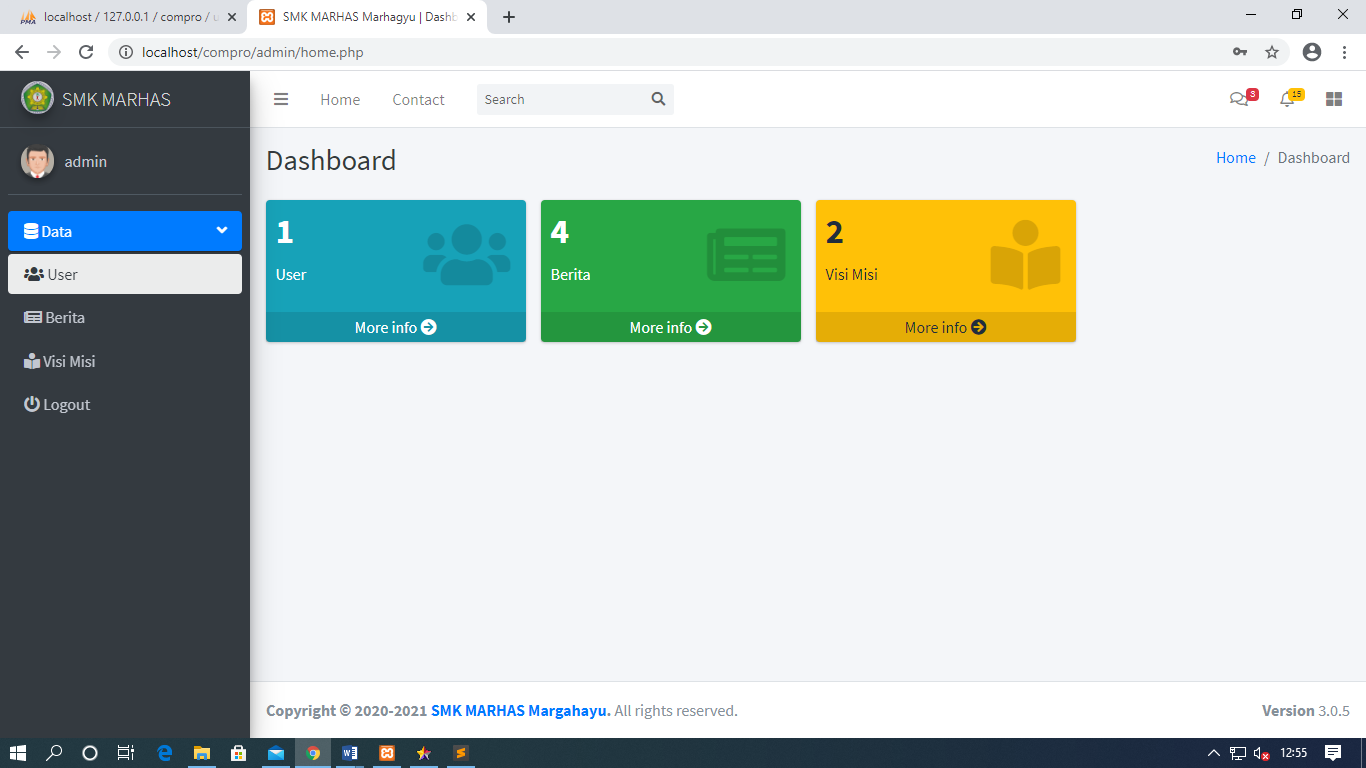 localhost / 127.0.0.1 / compro / u
SMK MARHAS Marhagyu | Dashb
localhost/compro/admin/home.php
SMK MARHAS
Home
Contact
Search
3
15
admin
Dashboard
Home / Dashboard
Data
User
Berita
Visi Misi
Logout
1
User
More info
4
Berita
More info
2
Visi Misi
More info
Copyright © 2020-2021 SMK MARHAS Margahayu. All rights reserved.
Version 3.0.5
12:55